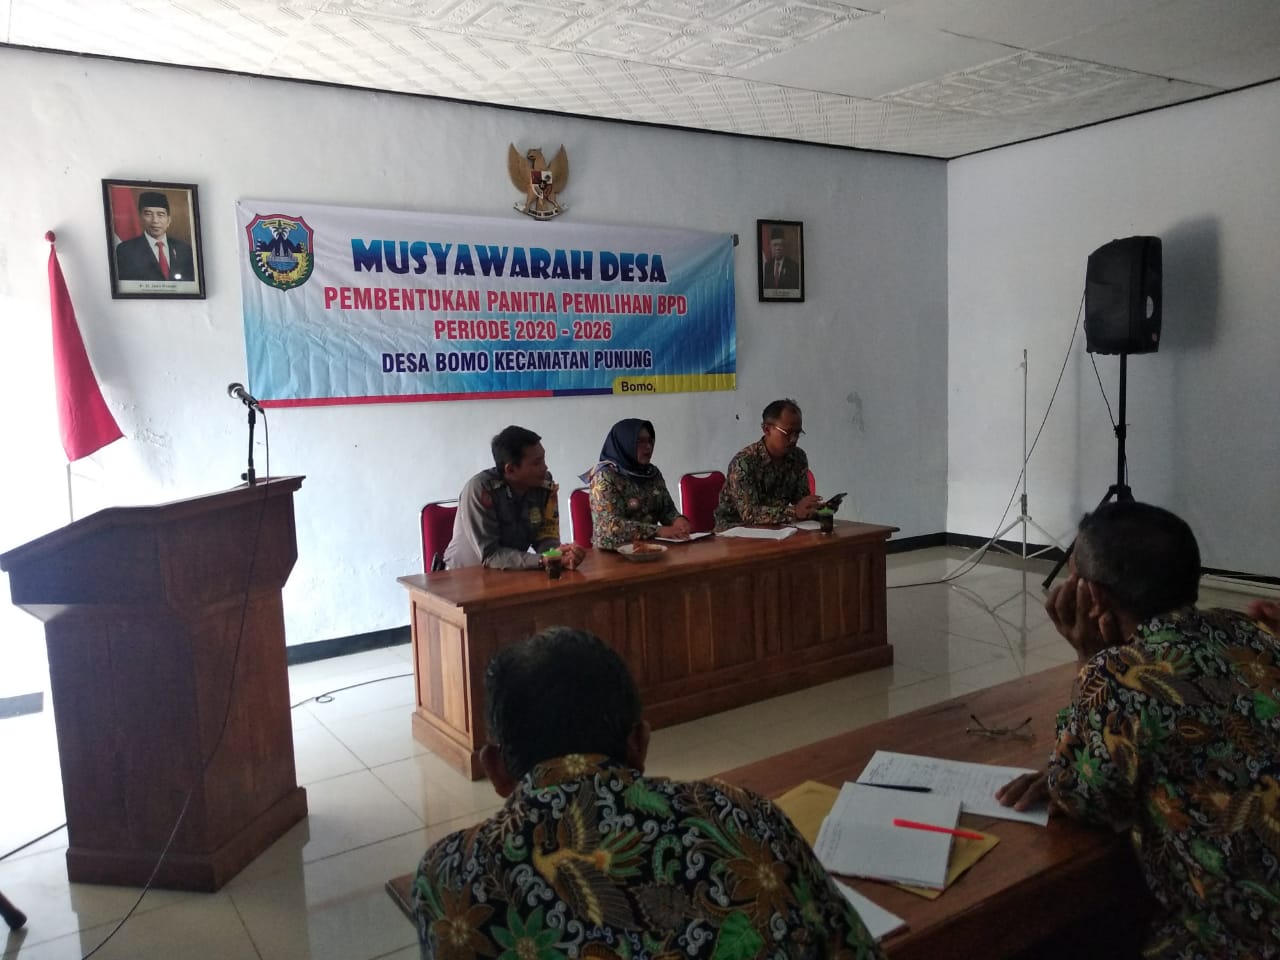 MUSYAWARAH DESA
PEMBENTUKAN PANITIA PEMILIHAN BPD
PERIODE 2020 - 2026
DESA BOMO KECAMATAN PUNUNG
Bomo,